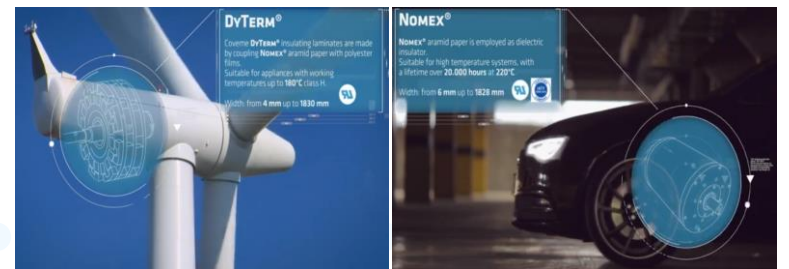 DyTerm®
Coveme DyTerm® insulating laminates are made
by coupling Nomex® aramid paper with polyester
films.
Suitable for appliances with working
temperatures up to 180°C class H.
Width: from 4 mm up to 1830 mm
Nomex®
Nomex® aramid paper is employed as dielectric
insulator.
Suitable for high temperature systems, with
a lifetime over 20.000 hours at 220°C
Width: from 6 mm up to 1828 mm